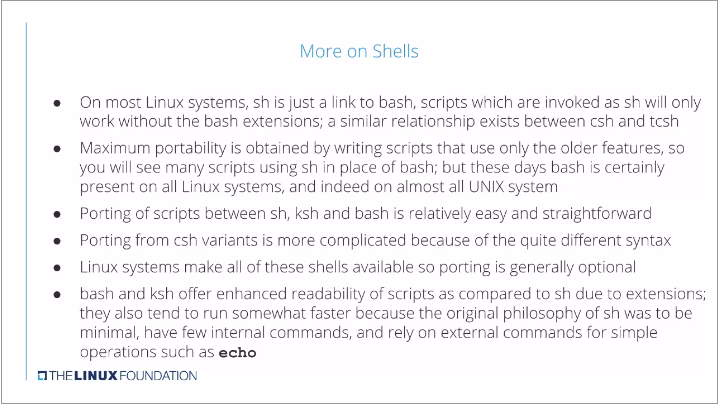 More on Shells
● On most Linux systems, sh is just a link to bash, scripts which are invoked as sh will only
work without the bash extensions; a similar relationship exists between csh and tcsh
● Maximum portability is obtained by writing scripts that use only the older features, so
you will see many scripts using sh in place of bash; but these days bash is certainly
present on all Linux systems, and indeed on almost all UNIX system
● Porting of scripts between sh, ksh and bash is relatively easy and straightforward
● Porting from csh variants is more complicated because of the quite different syntax
● Linux systems make all of these shells available so porting is generally optional
● bash and ksh offer enhanced readability of scripts as compared to sh due to extensions;
they also tend to run somewhat faster because the original philosophy of sh was to be
minimal, have few internal commands, and rely on external commands for simple
operations such as echo
THE LINUX FOUNDATION